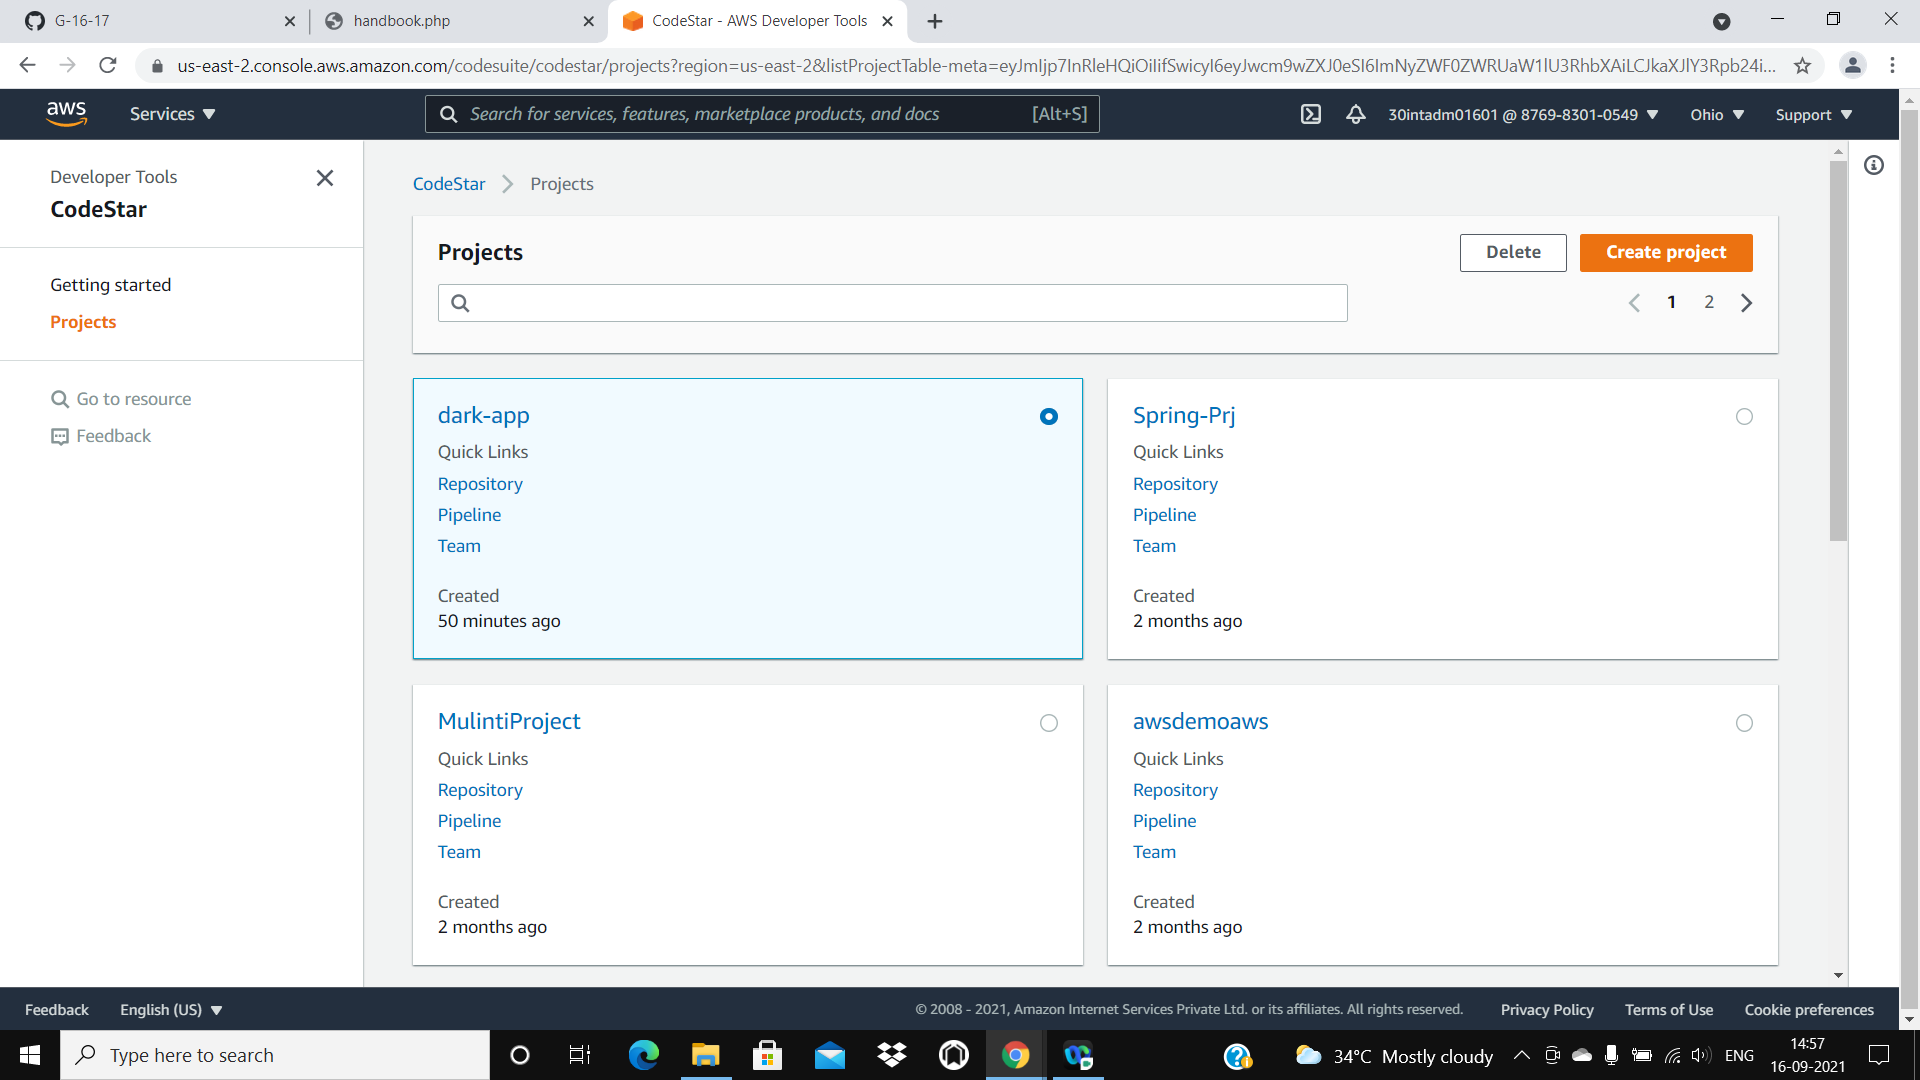 G-16-17
handbook.php
CodeStar - AWS Developer Tools
us-east-2.console.aws.amazon.com/codesuite/codestar/projects?region=us-east-2&listProjectTable-meta=
aws
Services
Search for services, features, marketplace products, and docs
[Alt+S]
30intadm01601 @ 8769-8301-0549
Ohio
Support
Developer Tools
CodeStar
Getting started
Projects
Go to resource
Feedback
CodeStar
Projects
Projects
Delete
Create project
1
2
dark-app
Quick Links
Repository
Pipeline
Team
Created
50 minutes ago
Spring-Prj
Quick Links
Repository
Pipeline
Team
Created
2 months ago
MulintiProject
Quick Links
Repository
Pipeline
Team
Created
2 months ago
awsdemoaws
Quick Links
Repository
Pipeline
Team
Created
2 months ago
Feedback
English (US)
© 2008 - 2021, Amazon Internet Services Private Ltd. or its affiliates. All rights reserved.
Privacy Policy
Terms of Use
Cookie preferences
Type here to search
34°C Mostly cloudy
ENG
14:57
16-09-2021